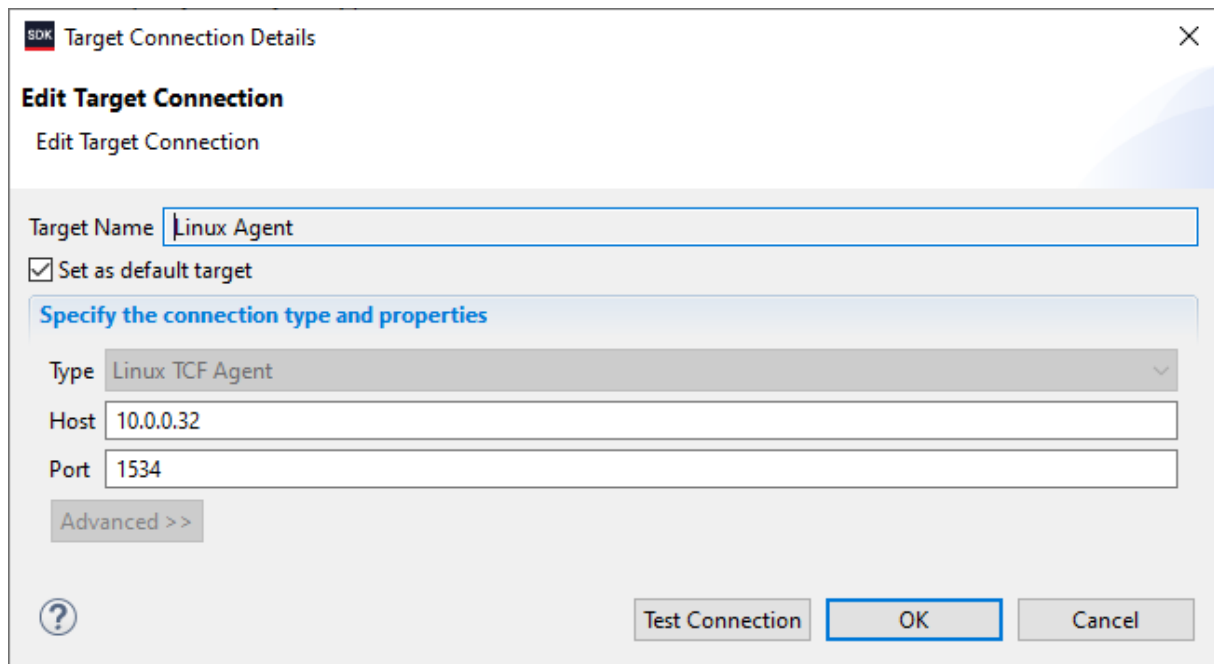 SDK Target Connection Details
Edit Target Connection
Edit Target Connection
Target Name Linux Agent
Set as default target
Specify the connection type and properties
Type Linux TCF Agent
Host 10.0.0.32
Port 1534
Advanced >>
? Test Connection OK Cancel